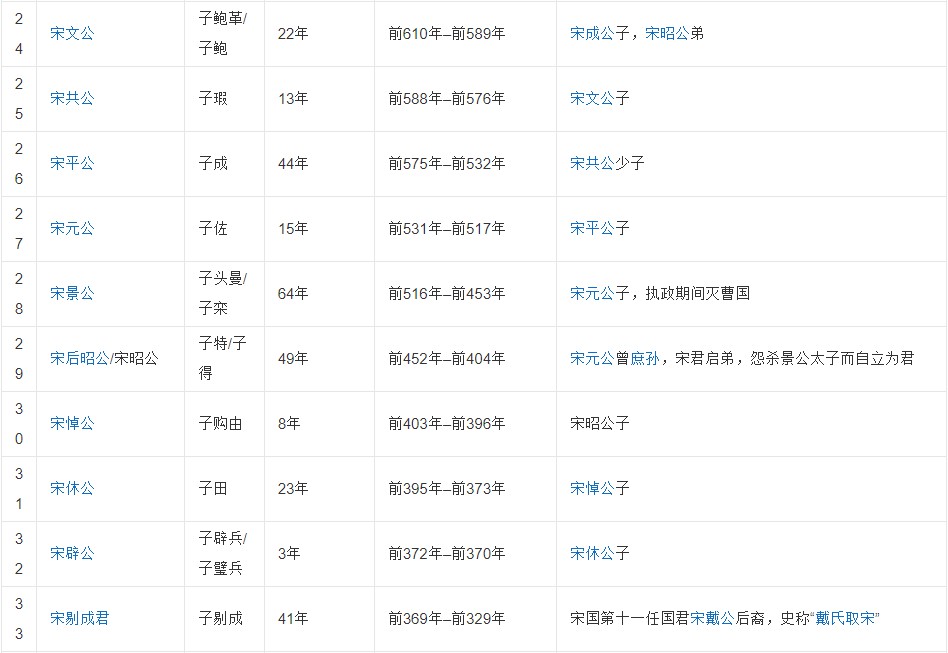 24 宋文公 子鲍革/子鲍 22年 前610年–前589年 宋成公子，宋昭公弟
25 宋共公 子瑕 13年 前588年–前576年 宋文公子
26 宋平公 子成 44年 前575年–前532年 宋共公少子
27 宋元公 子佐 15年 前531年–前517年 宋平公子
28 宋景公 子头曼/子栾 64年 前516年–前453年 宋元公子，执政期间灭曹国
29 宋后昭公/宋昭公 子特/子得 49年 前452年–前404年 宋元公曾庶孙，宋君启弟，怨杀景公太子而自立为君
30 宋悼公 子购由 8年 前403年–前396年 宋昭公子
31 宋休公 子田 23年 前395年–前373年 宋悼公子
32 宋辟公 子辟兵/子璧兵 3年 前372年–前370年 宋休公子
33 宋剔成君 子剔成 41年 前369年–前329年 宋国第十一任国君宋戴公后裔，史称“戴氏取宋”